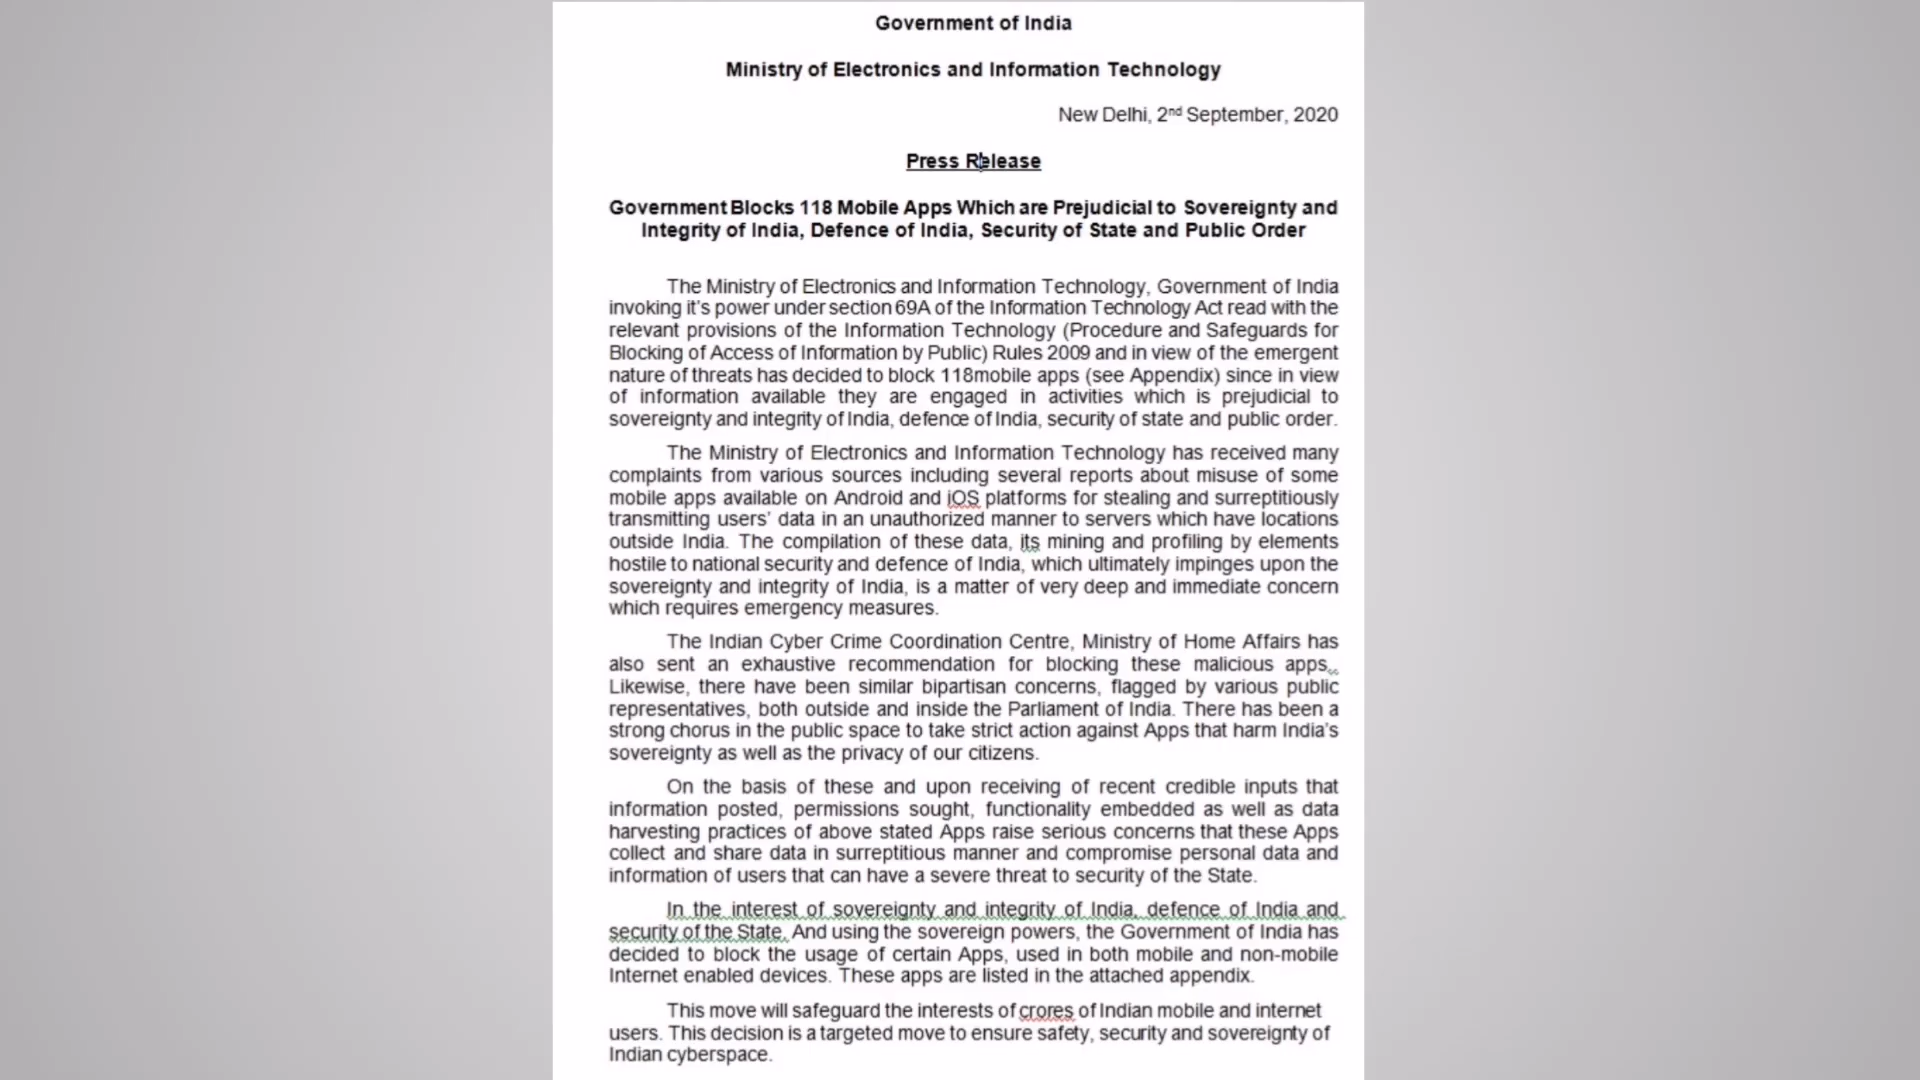 Government of India
Ministry of Electronics and Information Technology
New Delhi, 2nd September, 2020
Press Release
Government Blocks 118 Mobile Apps Which are Prejudicial to Sovereignty and
Integrity of India, Defence of India, Security of State and Public Order
The Ministry of Electronics and Information Technology, Government of India
invoking it's power under section 69A of the Information Technology Act read with the
relevant provisions of the Information Technology (Procedure and Safeguards for
Blocking of Access of Information by Public) Rules 2009 and in view of the emergent
nature of threats has decided to block 118mobile apps (see Appendix) since in view
of information available they are engaged in activities which is prejudicial to
sovereignty and integrity of India, defence of India, security of state and public order.
The Ministry of Electronics and Information Technology has received many
complaints from various sources including several reports about misuse of some
mobile apps available on Android and iOS platforms for stealing and surreptitiously
transmitting users' data in an unauthorized manner to servers which have locations
outside India. The compilation of these data, its mining and profiling by elements
hostile to national security and defence of India, which ultimately impinges upon the
sovereignty and integrity of India, is a matter of very deep and immediate concern
which requires emergency measures.
The Indian Cyber Crime Coordination Centre, Ministry of Home Affairs has
also sent an exhaustive recommendation for blocking these malicious apps.
Likewise, there have been similar bipartisan concerns, flagged by various public
representatives, both outside and inside the Parliament of India. There has been a
strong chorus in the public space to take strict action against Apps that harm India's
sovereignty as well as the privacy of our citizens.
On the basis of these and upon receiving of recent credible inputs that
information posted, permissions sought, functionality embedded as well as data
harvesting practices of above stated Apps raise serious concerns that these Apps
collect and share data in surreptitious manner and compromise personal data and
information of users that can have a severe threat to security of the State.
In the interest of sovereignty and integrity of India, defence of India and
security of the State. And using the sovereign powers, the Government of India has
decided to block the usage of certain Apps, used in both mobile and non-mobile
Internet enabled devices. These apps are listed in the attached appendix.
This move will safeguard the interests of crores of Indian mobile and internet
users. This decision is a targeted move to ensure safety, security and sovereignty of
Indian cyberspace.